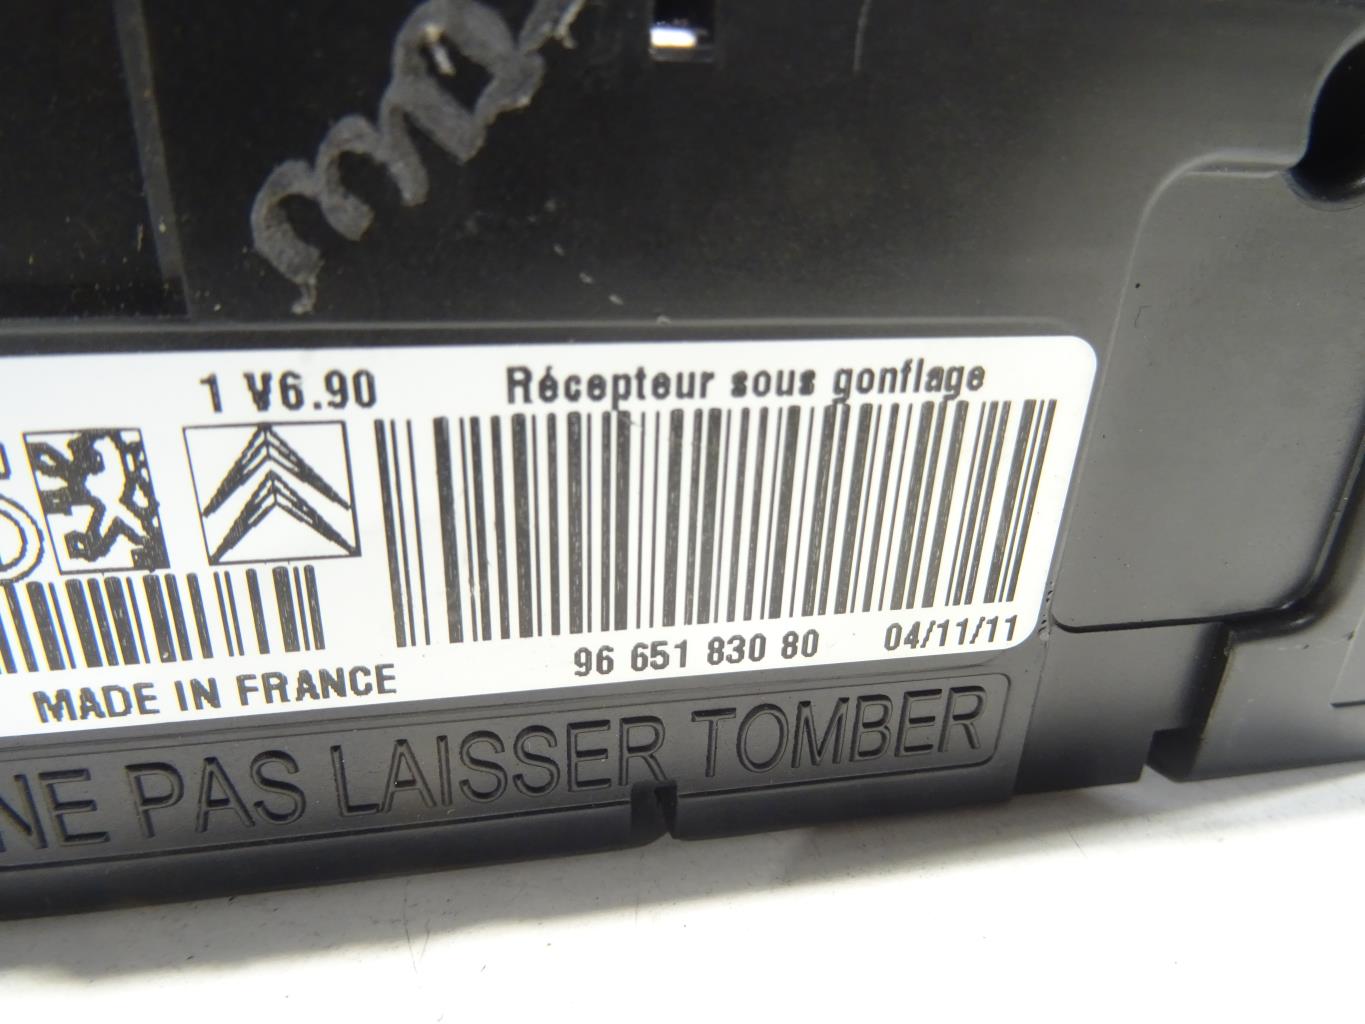 1 V6.90
Récepteur sous gonflage
96 651 830 80 04/11/11
MADE IN FRANCE
NE PAS LAISSER TOMBER